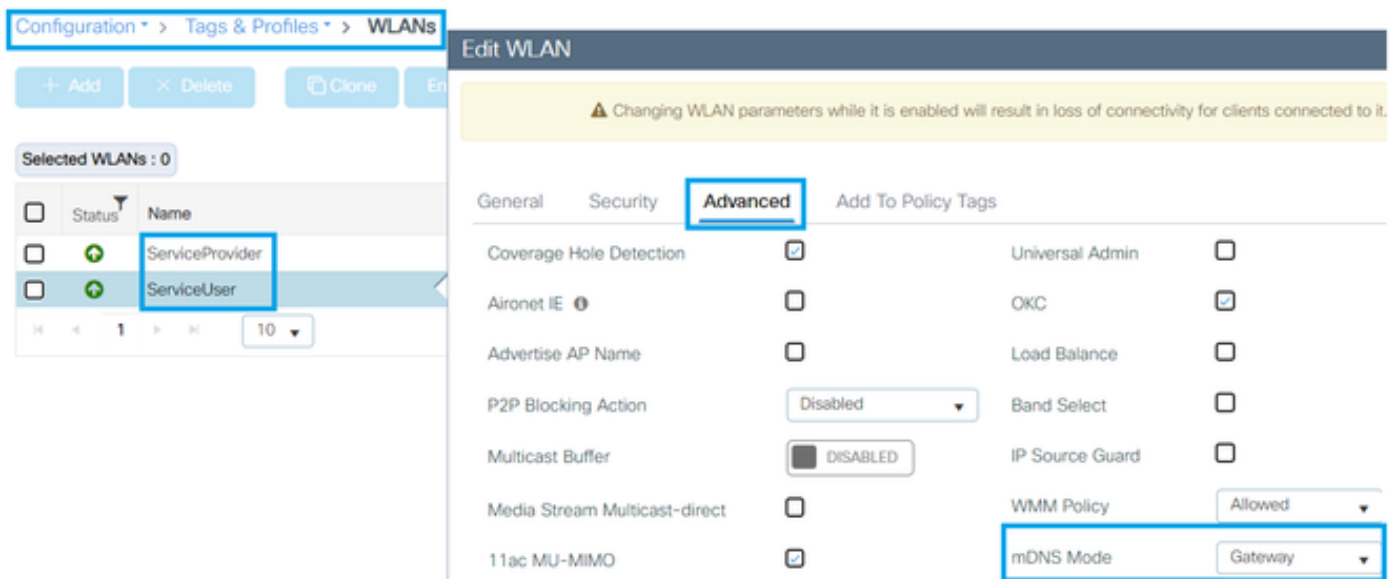 Configuration > Tags & Profiles > WLANs
+ Add × Delete Clone En
Selected WLANs : 0
Status Name
ServiceProvider
ServiceUser
1 10
Edit WLAN
Changing WLAN parameters while it is enabled will result in loss of connectivity for clients connected to it.
General Security Advanced Add To Policy Tags
Coverage Hole Detection Universal Admin
Aironet IE OKC
Advertise AP Name Load Balance
P2P Blocking Action Disabled Band Select
Multicast Buffer DISABLED IP Source Guard
Media Stream Multicast-direct WMM Policy Allowed
11ac MU-MIMO mDNS Mode Gateway